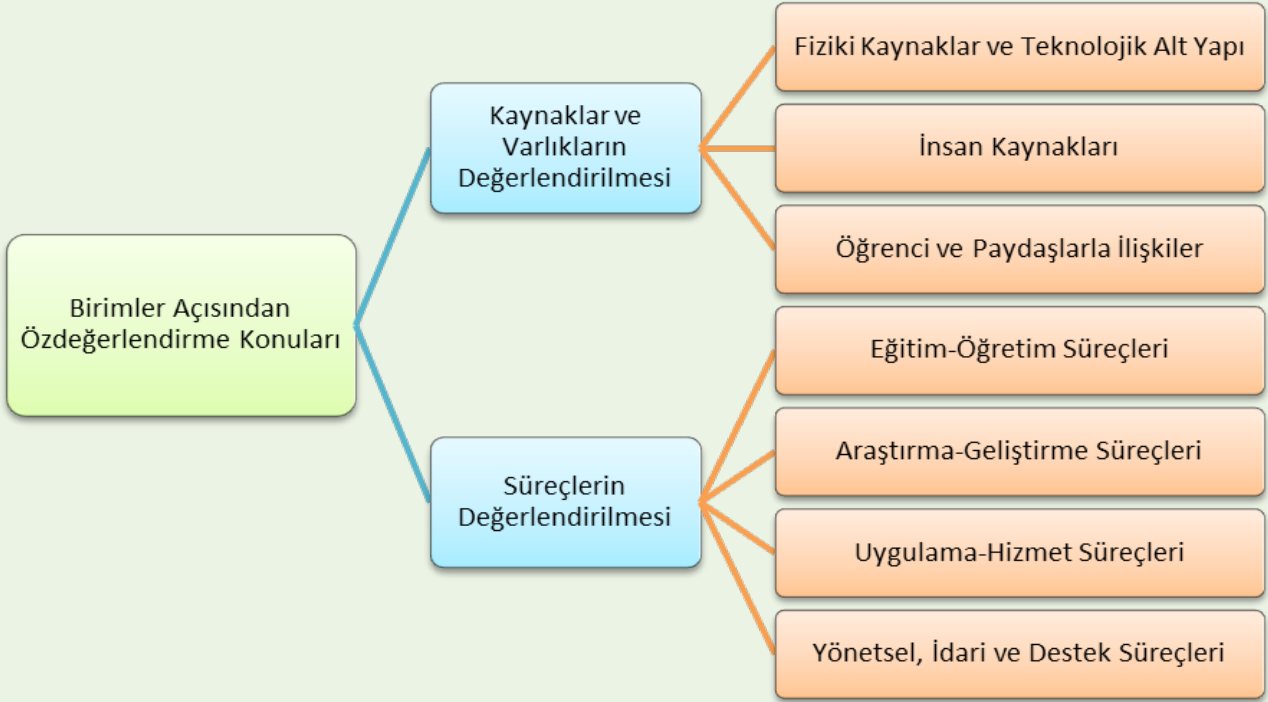 Birimler Açısından
Özdeğerlendirme Konuları
Kaynaklar ve
Varlıkların
Değerlendirilmesi
Fiziki Kaynaklar ve Teknolojik Alt Yapı
İnsan Kaynakları
Öğrenci ve Paydaşlarla İlişkiler
Süreçlerin
Değerlendirilmesi
Eğitim-Öğretim Süreçleri
Araştırma-Geliştirme Süreçleri
Uygulama-Hizmet Süreçleri
Yönetsel, İdari ve Destek Süreçleri